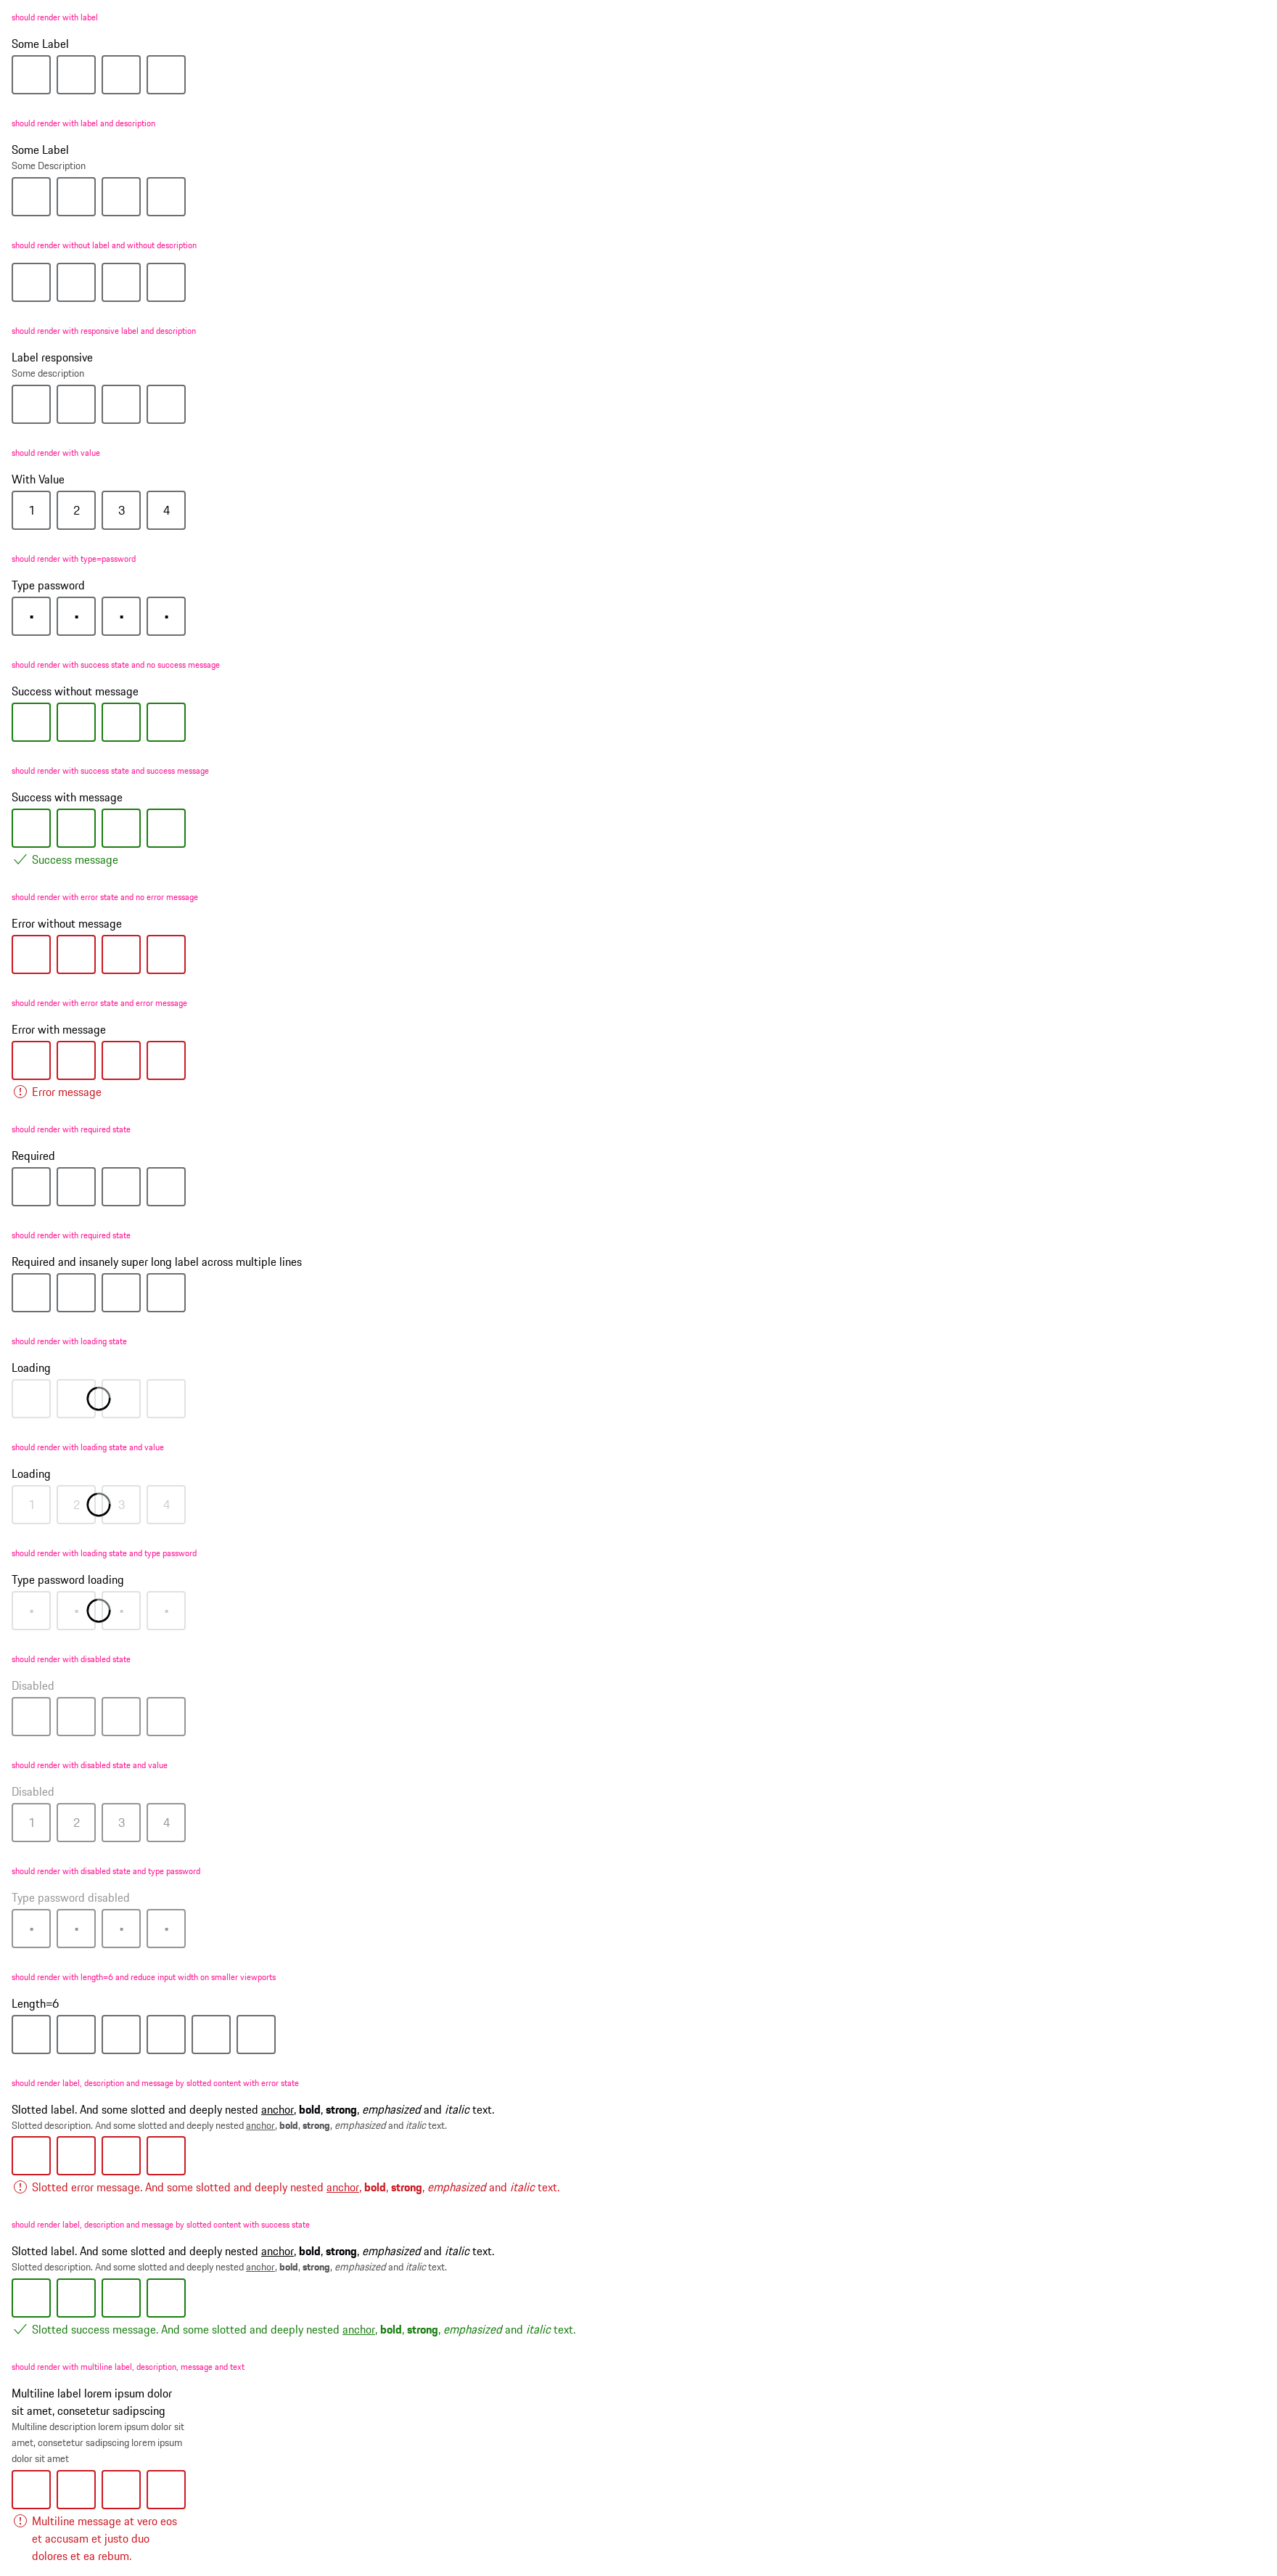 should render with label
Some Label
should render with label and description
Some Label
Some Description
should render without label and without description
should render with responsive label and description
Label responsive
Some description
should render with value
With Value
1 2 3 4
should render with type=password
Type password
should render with success state and no success message
Success without message
should render with success state and success message
Success with message
Success message
should render with error state and no error message
Error without message
should render with error state and error message
Error with message
Error message
should render with required state
Required
should render with required state
Required and insanely super long label across multiple lines
should render with loading state
Loading
should render with loading state and value
Loading
1 2 3 4
should render with loading state and type password
Type password loading
should render with disabled state
Disabled
should render with disabled state and value
Disabled
1 2 3 4
should render with disabled state and type password
Type password disabled
should render with length=6 and reduce input width on smaller viewports
Length=6
should render label, description and message by slotted content with error state
Slotted label. And some slotted and deeply nested anchor, bold, strong, emphasized and italic text.
Slotted description. And some slotted and deeply nested anchor, bold, strong, emphasized and italic text.
Slotted error message. And some slotted and deeply nested anchor, bold, strong, emphasized and italic text.
should render label, description and message by slotted content with success state
Slotted label. And some slotted and deeply nested anchor, bold, strong, emphasized and italic text.
Slotted description. And some slotted and deeply nested anchor, bold, strong, emphasized and italic text.
Slotted success message. And some slotted and deeply nested anchor, bold, strong, emphasized and italic text.
should render with multiline label, description, message and text
Multiline label lorem ipsum dolor
sit amet, consetetur sadipscing
Multiline description lorem ipsum dolor sit
amet, consetetur sadipscing lorem ipsum
dolor sit amet
Multiline message at vero eos
et accusam et justo duo
dolores et ea rebum.